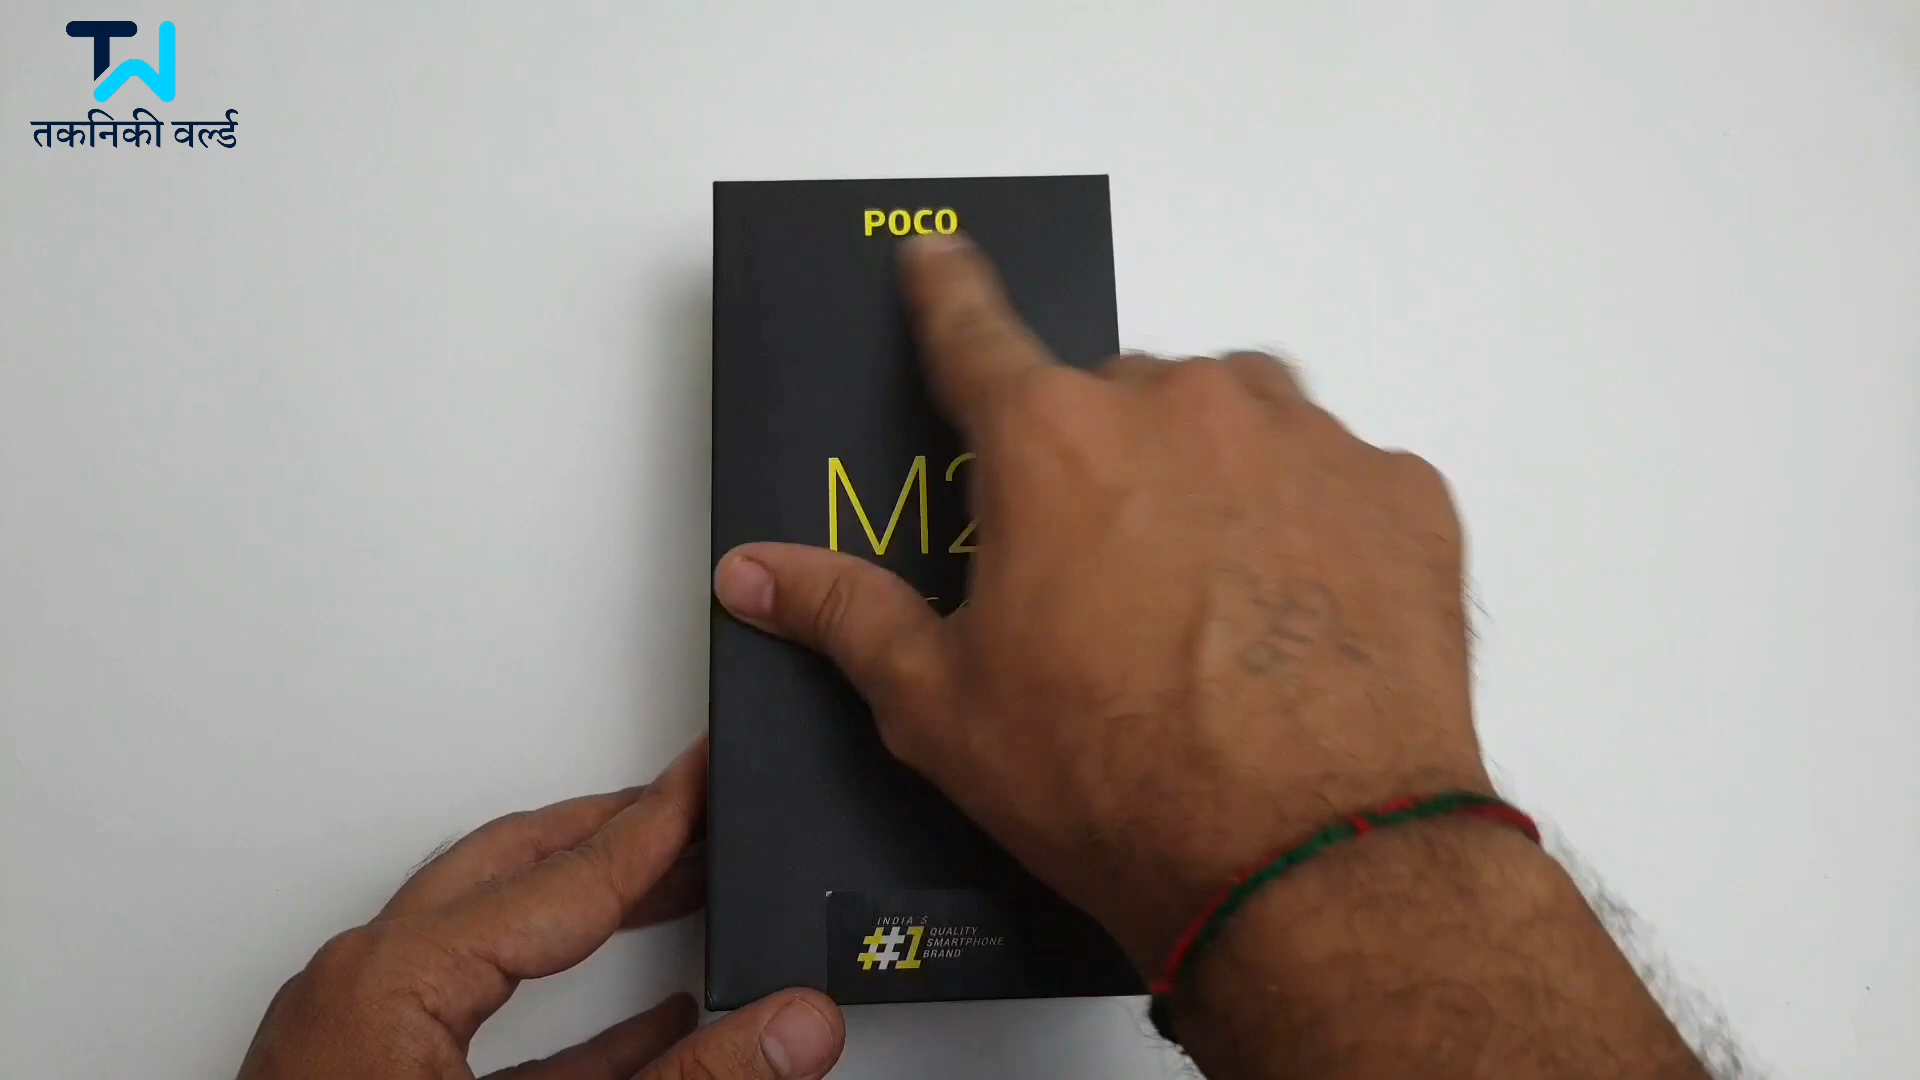 TW
तकनिकी वर्ल्ड
POCO
M2
INDIA'S
#1 QUALITY
SMARTPHONE
BRAND